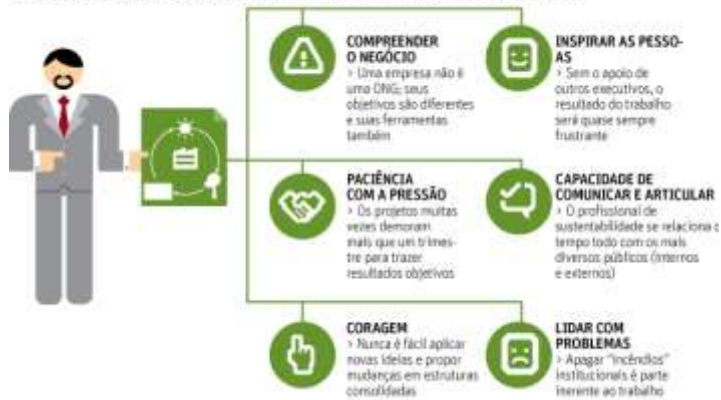 COMPREENDER
O NEGÓCIO
> Uma empresa não é
uma ONG; seus
objetivos são diferentes
e suas ferramentas
também
INSPIRAR AS PESSO-
AS
> Sem o apoio de
outros executivos, o
resultado do trabalho
será quase sempre
frustrante
PACIÊNCIA
COM A PRESSÃO
> Os projetos muitas
vezes demoram
mais que um trimes-
tre para trazer
resultados objetivos
CAPACIDADE DE
COMUNICAR E ARTICULAR
> O profissional de
sustentabilidade se relaciona o
tempo todo com os mais
diversos públicos (internos
e externos)
CORAGEM
> Nunca é fácil aplicar
novas ideias e propor
mudanças em estruturas
consolidadas
LIDAR COM
PROBLEMAS
> Apagar "incêndios"
institucionais é parte
inerente ao trabalho